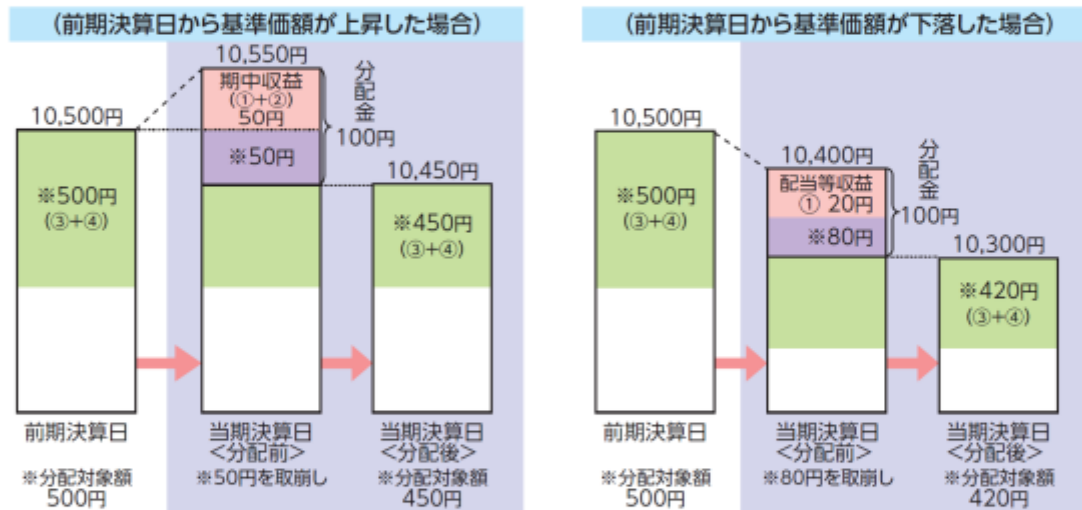 (前期決算日から基準価額が上昇した場合)
10,550円
期中収益
(①+②)
50円
※50円
分配金
100円
10,500円
※500円
(③+④)
10,450円
※450円
(③+④)
前期決算日
※分配対象額
500円
当期決算日
<分配前>
※50円を取崩し
当期決算日
<分配後>
※分配対象額
450円
(前期決算日から基準価額が下落した場合)
10,500円
※500円
(③+④)
10,400円
配当等収益
① 20円
※80円
分配金
100円
10,300円
※420円
(③+④)
前期決算日
※分配対象額
500円
当期決算日
<分配前>
※80円を取崩し
当期決算日
<分配後>
※分配対象額
420円